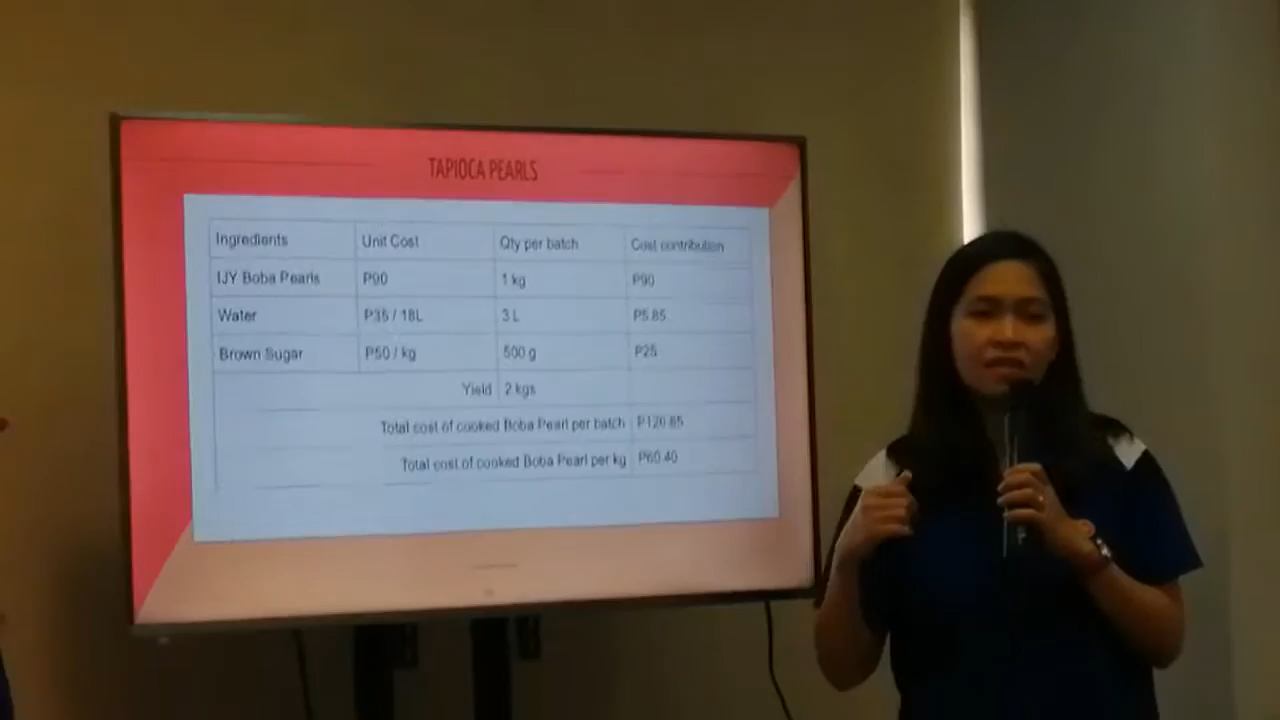 TAPIOCA PEARLS
Ingredients Unit Cost Qty per batch Cost contribution
IJY Boba Pearls P90 1 kg P90
Water P35 / 18L 3 L P5.85
Brown Sugar P50 / kg 500 g P25
Yield 2 kgs
Total cost of cooked Boba Pearl per batch P120.85
Total cost of cooked Boba Pearl per kg P60.40